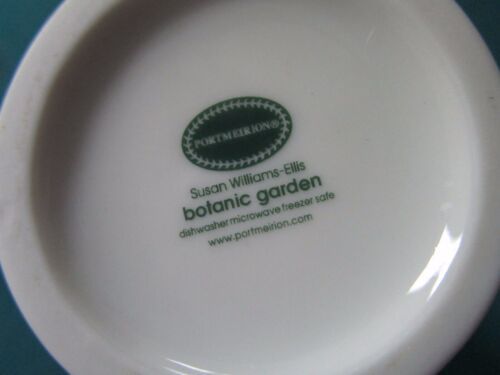 PORTMEIRION®
Susan Williams-Ellis
botanic garden
dishwasher microwave freezer safe
www.portmeirion.com